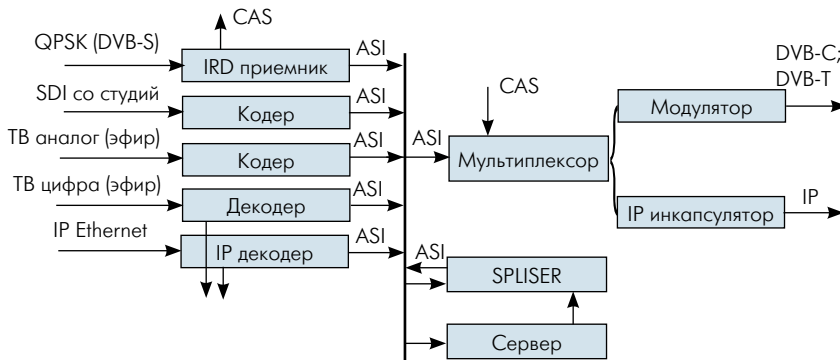 CAS
QPSK (DVB-S)
IRD приемник
ASI
SDI со студий
Кодер
ASI
ТВ аналог (эфир)
Кодер
ASI
ТВ цифра (эфир)
Декодер
ASI
IP Ethernet
IP декодер
ASI
ASI
CAS
Мультиплексор
Модулятор
DVB-C;
DVB-T
IP инкапсулятор
IP
ASI
SPLISER
Сервер